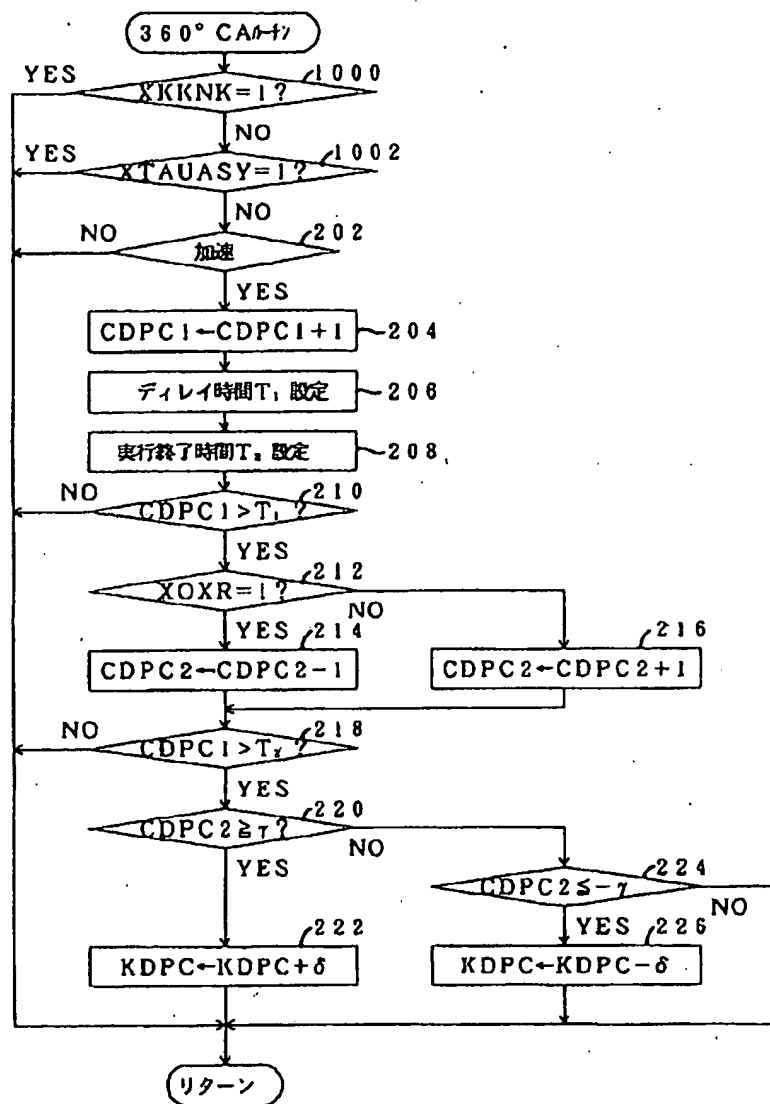 360° CAルーチン
YES
1000
XKKNK=1?
NO
YES
1002
XTAUASY=1?
NO
NO
202
加速
YES
CDPC1←CDPC1+1
204
ディレイ時間T₁ 設定
206
実行終了時間T₂ 設定
208
NO
210
CDPC1>T₁ ?
YES
212
XOXR=1?
NO
YES
214
216
CDPC2←CDPC2-1
CDPC2←CDPC2+1
NO
218
CDPC1>T₂ ?
YES
220
CDPC2≧γ?
NO
YES
224
CDPC2≦-γ
NO
YES
222
226
KDPC←KDPC+δ
KDPC←KDPC-δ
リターン